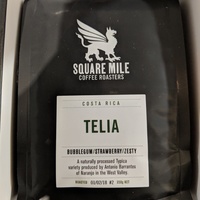 SQUARE MILE
COFFEE ROASTERS
COSTA RICA
TELIA
BUBBLEGUM/STRAWBERRY/ZESTY
A naturally processed Typica
variety produced by Antonio Barrantes
of Naranjo in the West Valley.
ROASTED